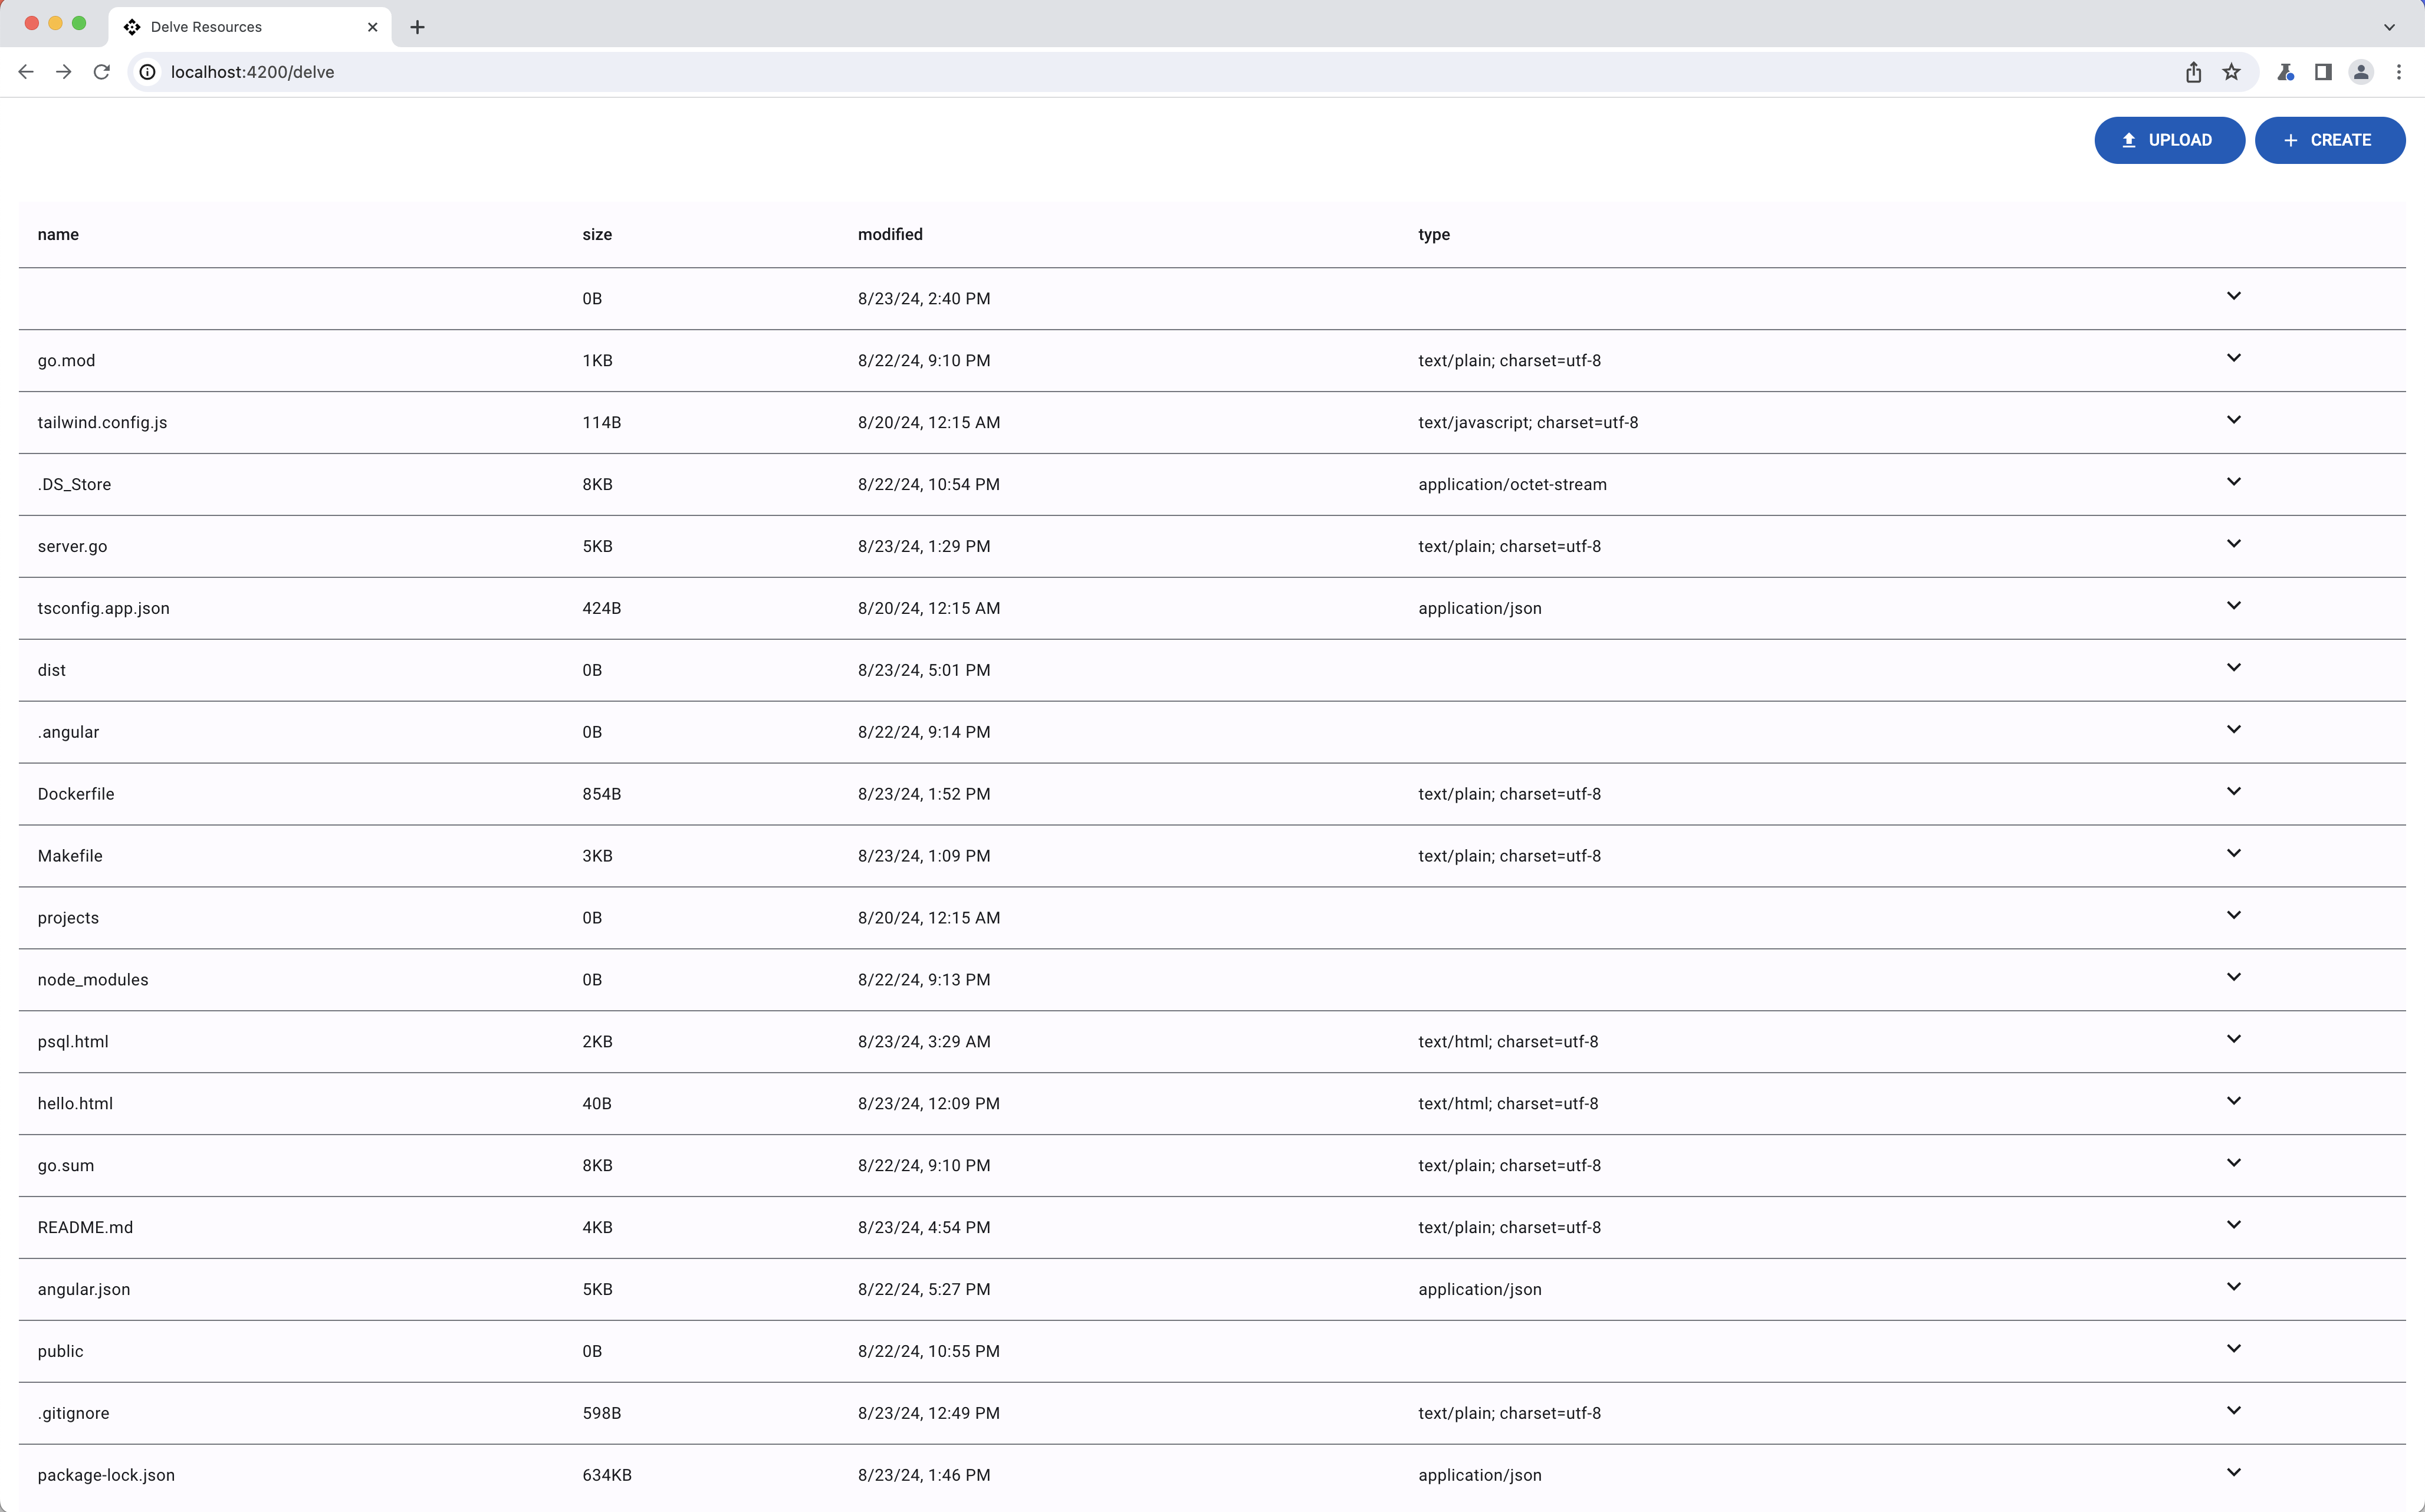 Delve Resources
localhost:4200/delve
UPLOAD CREATE
name size modified type
0B 8/23/24, 2:40 PM
go.mod 1KB 8/22/24, 9:10 PM text/plain; charset=utf-8
tailwind.config.js 114B 8/20/24, 12:15 AM text/javascript; charset=utf-8
.DS_Store 8KB 8/22/24, 10:54 PM application/octet-stream
server.go 5KB 8/23/24, 1:29 PM text/plain; charset=utf-8
tsconfig.app.json 424B 8/20/24, 12:15 AM application/json
dist 0B 8/23/24, 5:01 PM
.angular 0B 8/22/24, 9:14 PM
Dockerfile 854B 8/23/24, 1:52 PM text/plain; charset=utf-8
Makefile 3KB 8/23/24, 1:09 PM text/plain; charset=utf-8
projects 0B 8/20/24, 12:15 AM
node_modules 0B 8/22/24, 9:13 PM
psql.html 2KB 8/23/24, 3:29 AM text/html; charset=utf-8
hello.html 40B 8/23/24, 12:09 PM text/html; charset=utf-8
go.sum 8KB 8/22/24, 9:10 PM text/plain; charset=utf-8
README.md 4KB 8/23/24, 4:54 PM text/plain; charset=utf-8
angular.json 5KB 8/22/24, 5:27 PM application/json
public 0B 8/22/24, 10:55 PM
.gitignore 598B 8/23/24, 12:49 PM text/plain; charset=utf-8
package-lock.json 634KB 8/23/24, 1:46 PM application/json